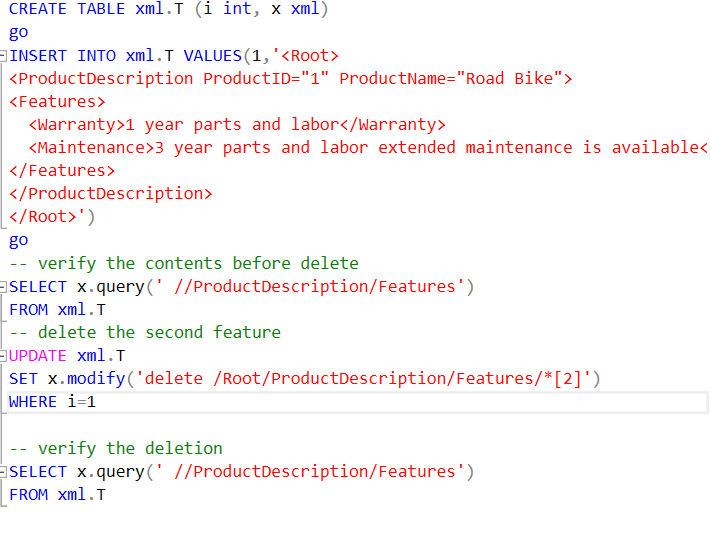 CREATE TABLE xml.T (i int, x xml)
go
INSERT INTO xml.T VALUES(1,'<Root>
<ProductDescription ProductID="1" ProductName="Road Bike">
<Features>
  <Warranty>1 year parts and labor</Warranty>
  <Maintenance>3 year parts and labor extended maintenance is available<
</Features>
</ProductDescription>
</Root>')
go
-- verify the contents before delete
SELECT x.query(' //ProductDescription/Features')
FROM xml.T
-- delete the second feature
UPDATE xml.T
SET x.modify('delete /Root/ProductDescription/Features/*[2]')
WHERE i=1
-- verify the deletion
SELECT x.query(' //ProductDescription/Features')
FROM xml.T